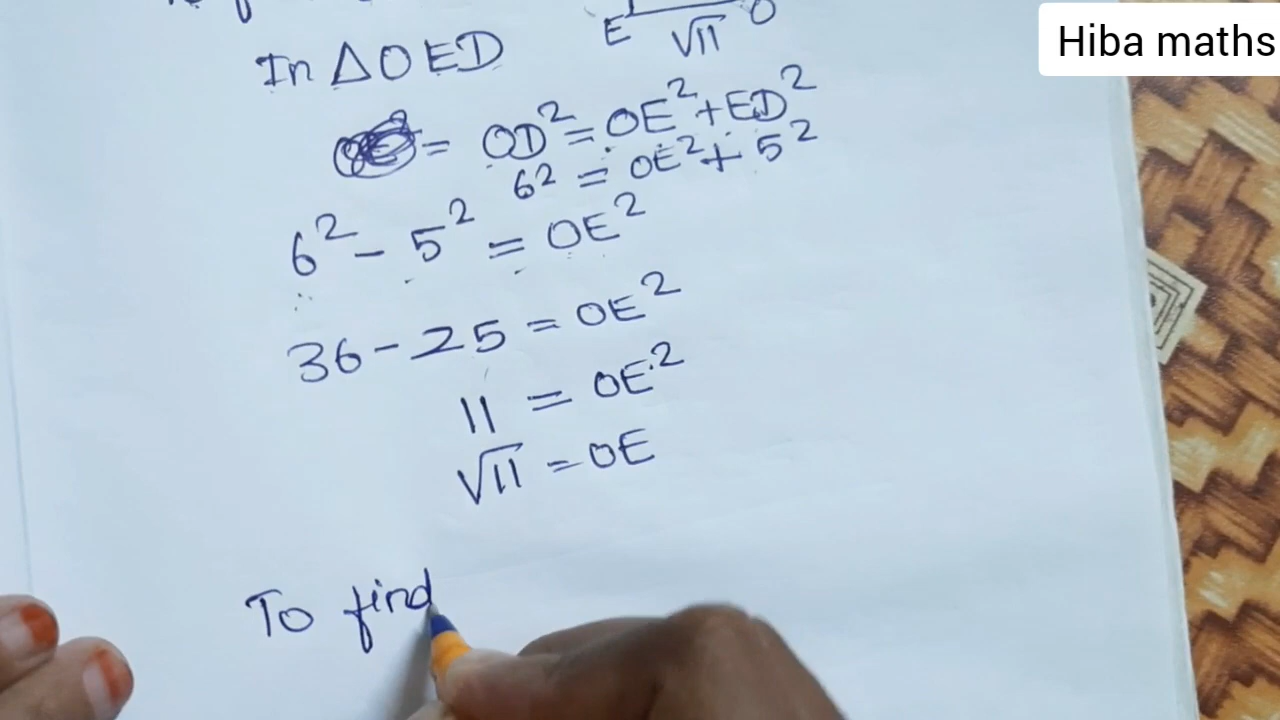 Hiba maths
E √11 O
In △OED
= OD² = OE² + ED²
6² = OE² + 5²
6² - 5² = OE²
36 - 25 = OE²
11 = OE²
√11 = OE
To find